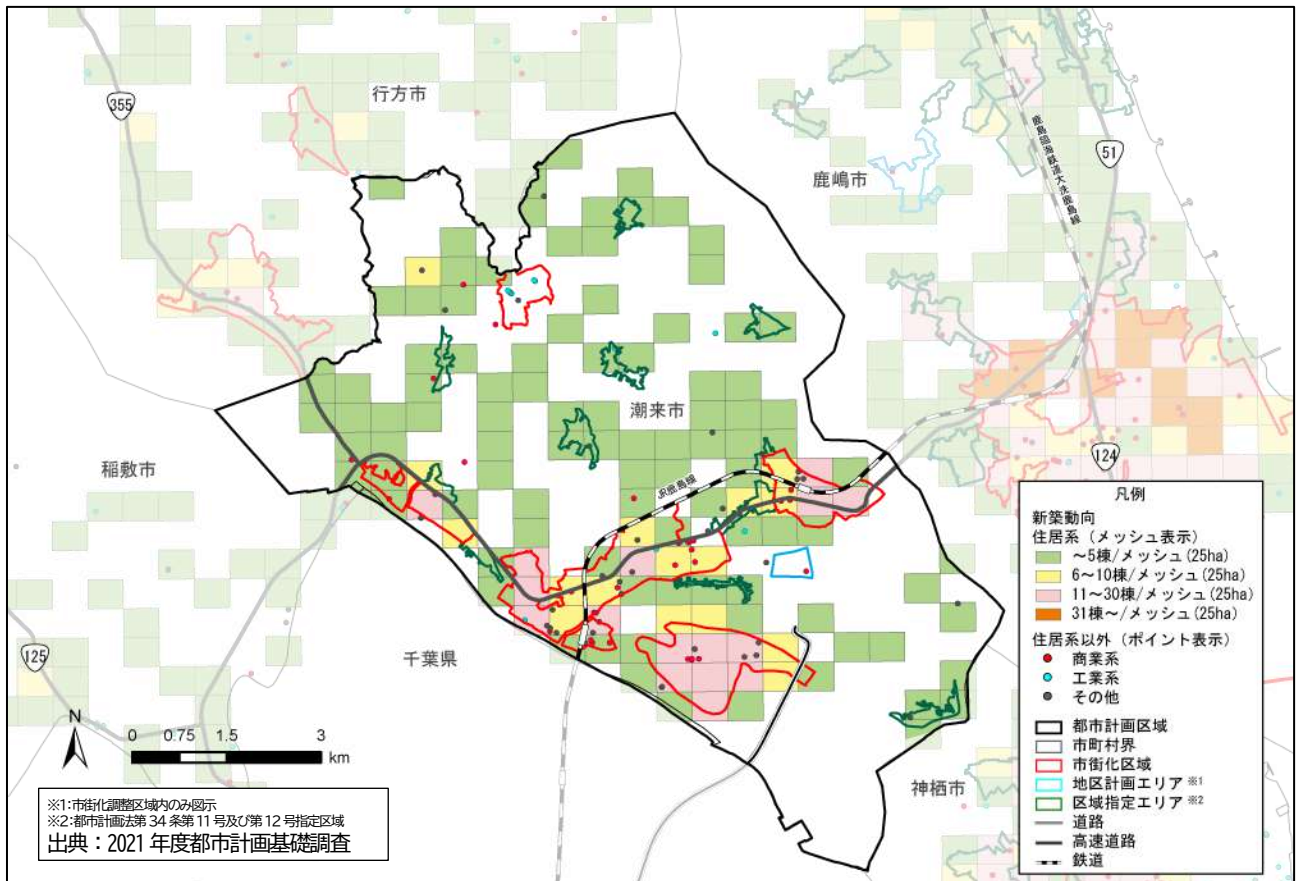 行方市
355
鹿島臨海鉄道大洗鹿島線
51
鹿嶋市
潮来市
稲敷市
JR鹿島線
124
千葉県
125
神栖市
N
0 0.75 1.5 3
km
※1:市街化調整区域内のみ図示
※2:都市計画法第34条第11号及び第12号指定区域
出典：2021年度都市計画基礎調査
凡例
新築動向
住居系（メッシュ表示）
～5棟/メッシュ(25ha)
6～10棟/メッシュ(25ha)
11～30棟/メッシュ(25ha)
31棟～/メッシュ(25ha)
住居系以外（ポイント表示）
商業系
工業系
その他
都市計画区域
市町村界
市街化区域
地区計画エリア ※1
区域指定エリア ※2
道路
高速道路
鉄道